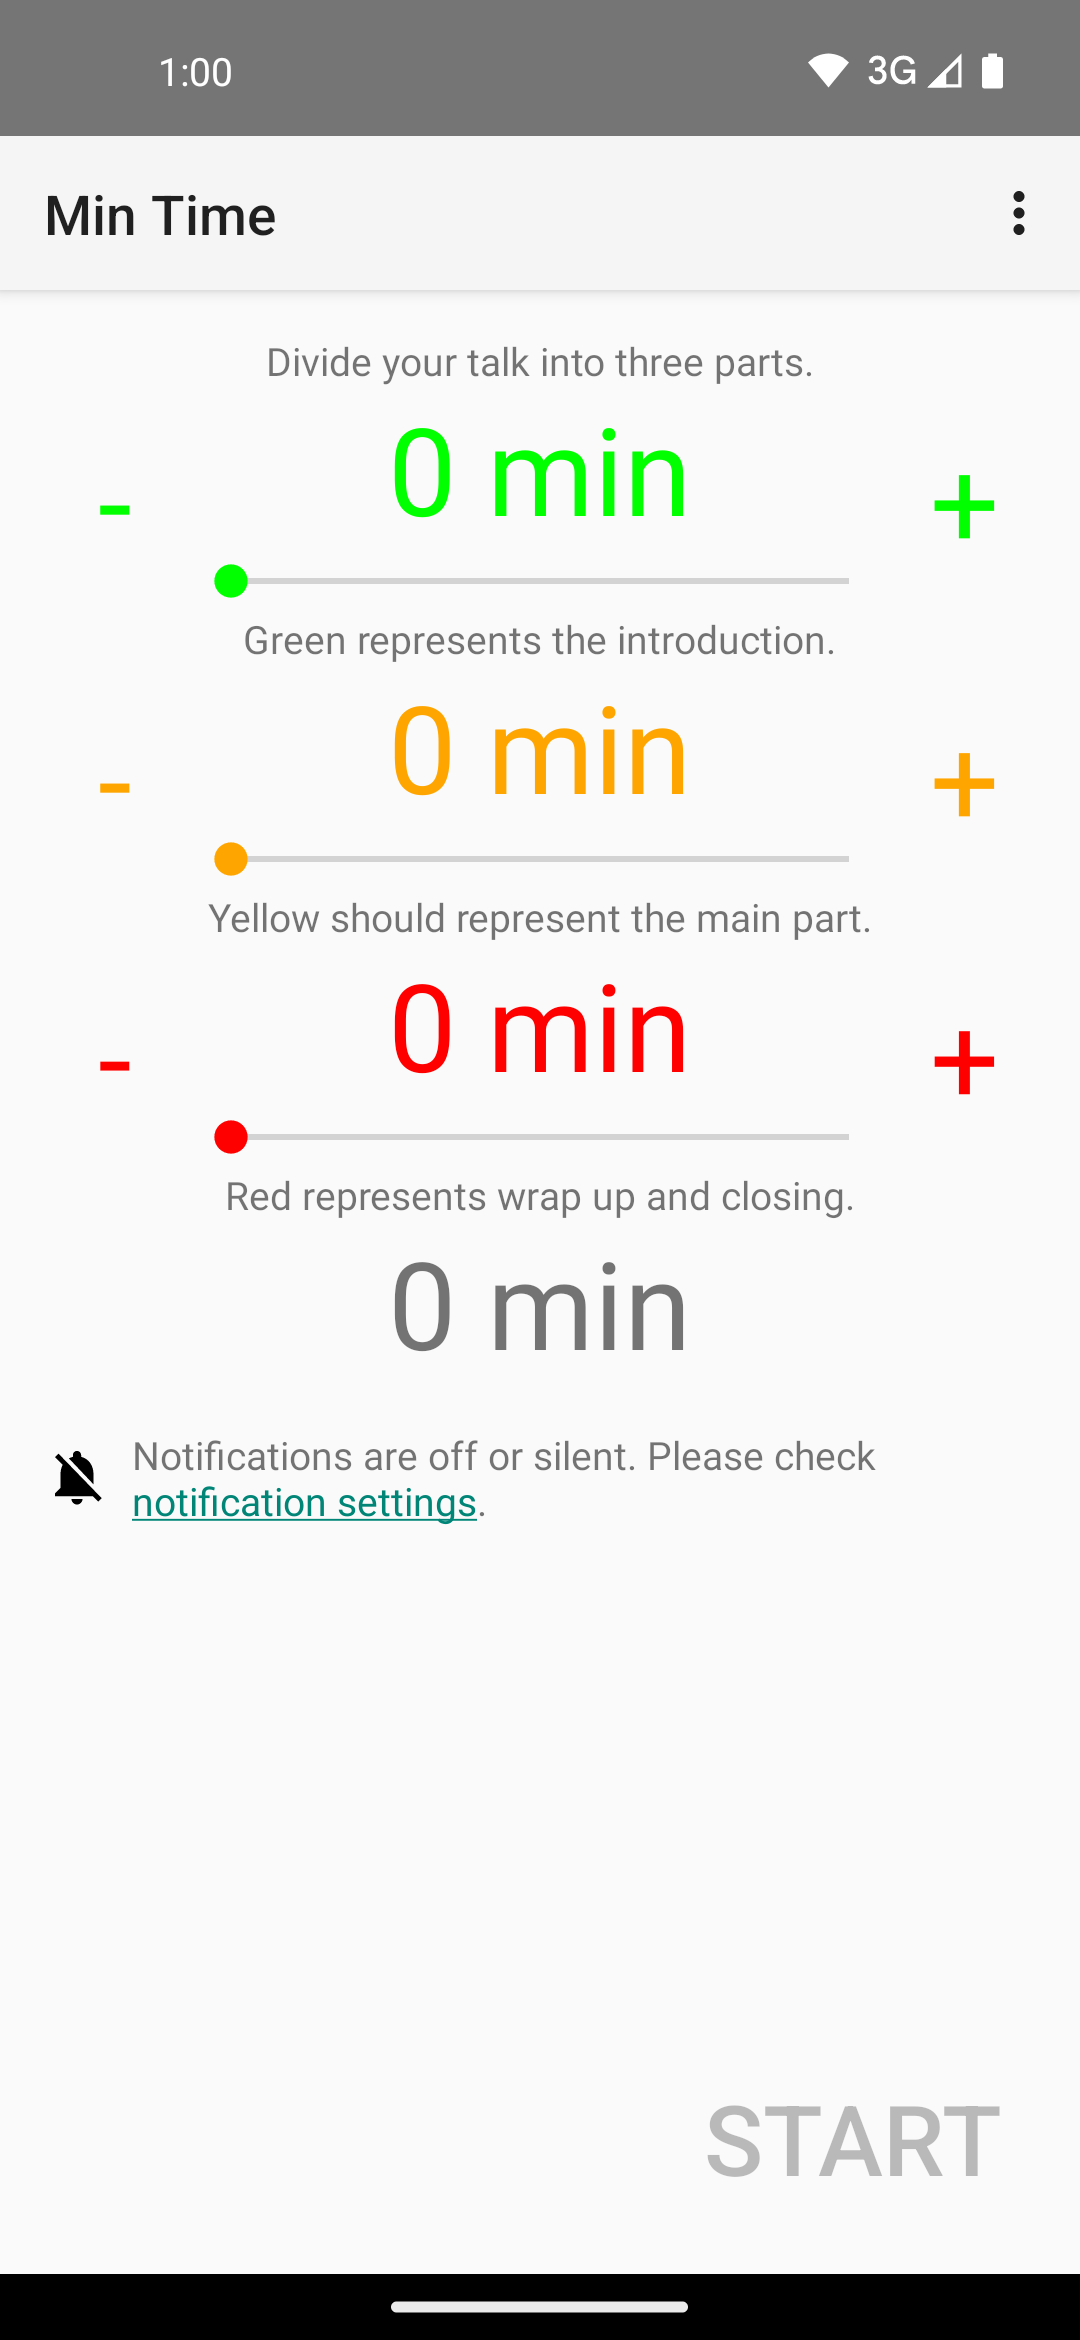 1:00 3G
Min Time
Divide your talk into three parts.
- 0 min +
Green represents the introduction.
- 0 min +
Yellow should represent the main part.
- 0 min +
Red represents wrap up and closing.
0 min
Notifications are off or silent. Please check
notification settings.
START